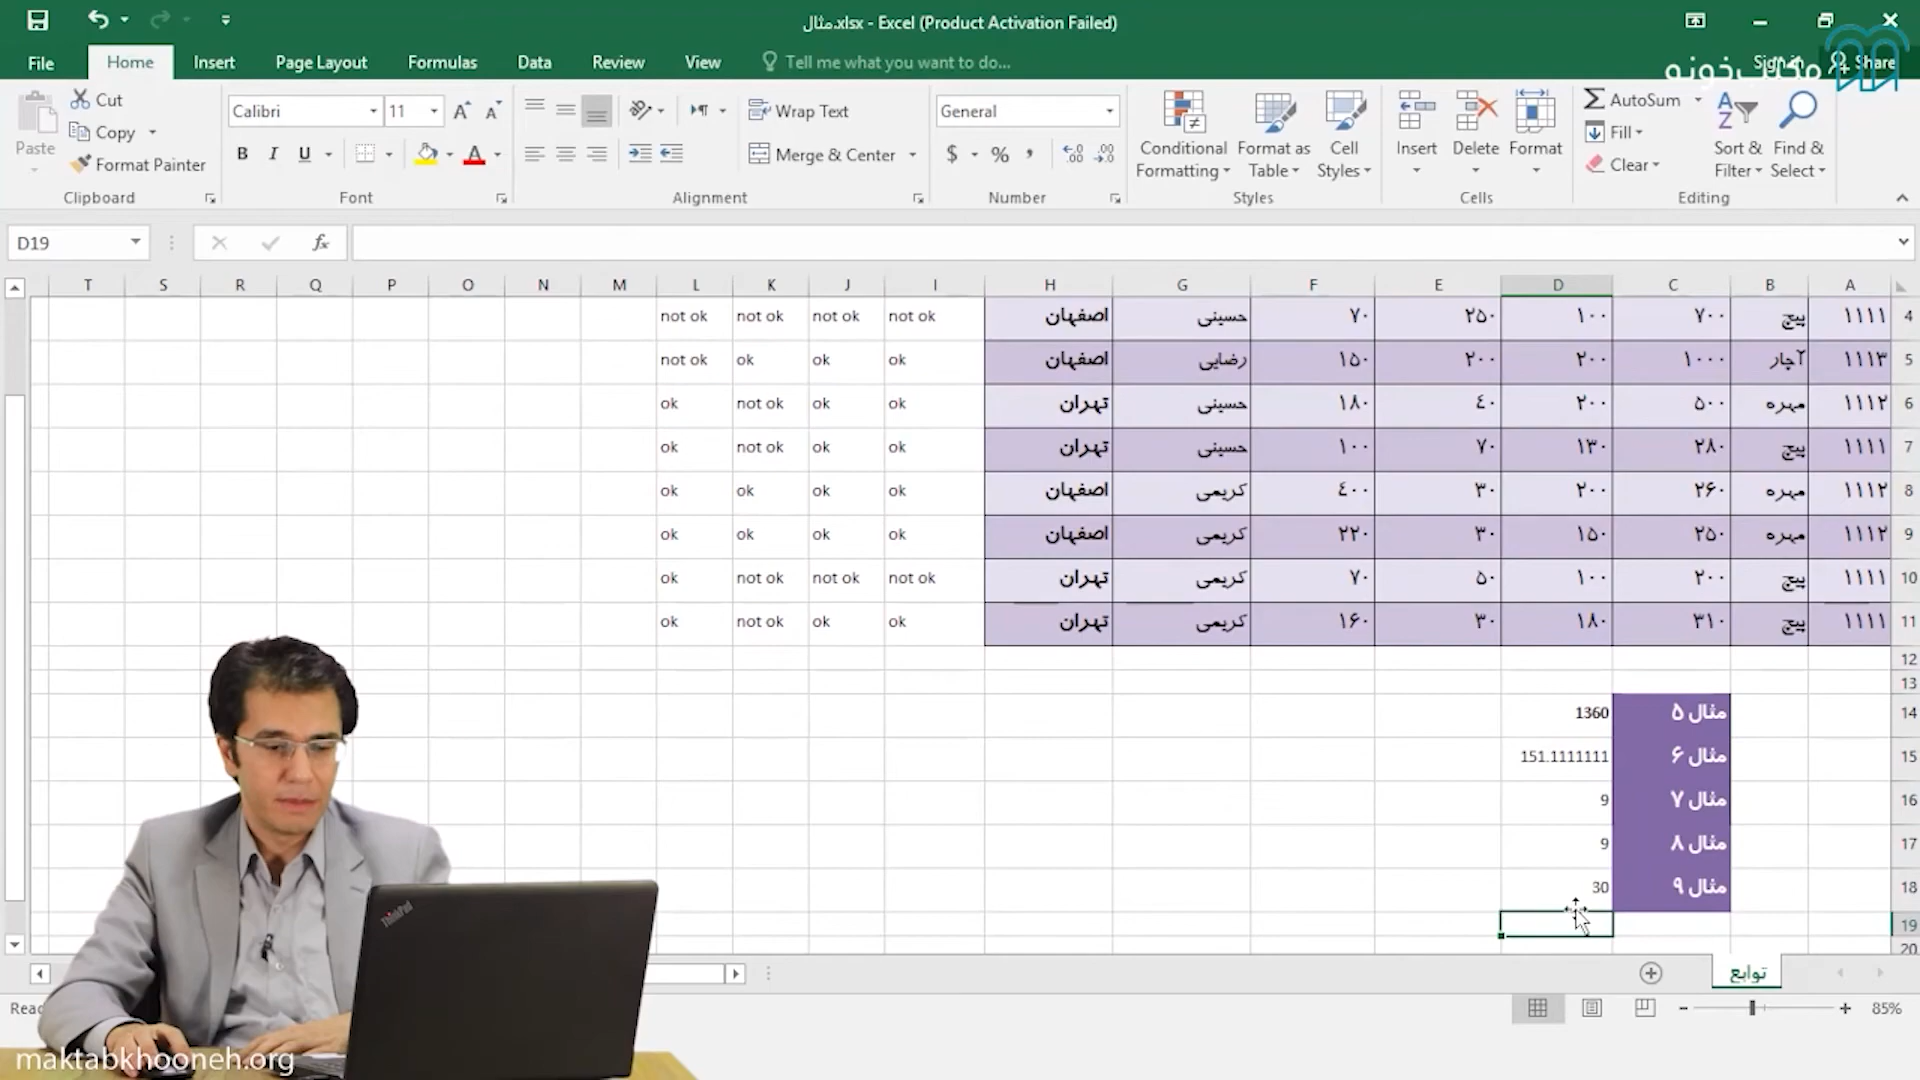 مثال.xlsx - Excel (Product Activation Failed)
File Home Insert Page Layout Formulas Data Review View Tell me what you want to do... Sign in Share
مکتب‌خونه
Paste Cut Copy Format Painter
Clipboard
Calibri 11
B I U
Font
Wrap Text
Merge & Center
Alignment
General
$ % ,
Number
Conditional Formatting Format as Table Cell Styles
Styles
Insert Delete Format
Cells
AutoSum Fill Clear Sort & Filter Find & Select
Editing
D19 fx
T S R Q P O N M L K J I H G F E D C B A
4 ۱۱۱۱ پیچ ۷۰۰ ۱۰۰ ۲۵۰ ۷۰ حسینی اصفهان not ok not ok not ok not ok
5 ۱۱۱۳ آچار ۱۰۰۰ ۲۰۰ ۲۰۰ ۱۵۰ رضایی اصفهان ok ok ok not ok
6 ۱۱۱۲ مهره ۵۰۰ ۲۰۰ ۴۰ ۱۸۰ حسینی تهران ok ok not ok ok
7 ۱۱۱۱ پیچ ۲۸۰ ۱۳۰ ۷۰ ۱۰۰ حسینی تهران ok ok not ok ok
8 ۱۱۱۲ مهره ۲۶۰ ۲۰۰ ۳۰ ۴۰۰ کریمی اصفهان ok ok ok ok
9 ۱۱۱۲ مهره ۲۵۰ ۱۵۰ ۳۰ ۲۲۰ کریمی اصفهان ok ok ok ok
10 ۱۱۱۱ پیچ ۲۰۰ ۱۰۰ ۵۰ ۷۰ کریمی تهران not ok not ok not ok ok
11 ۱۱۱۱ پیچ ۳۱۰ ۱۸۰ ۳۰ ۱۶۰ کریمی تهران ok ok not ok ok
12
13
14 مثال ۵ 1360
15 مثال ۶ 151.1111111
16 مثال ۷ 9
17 مثال ۸ 9
18 مثال ۹ 30
19
20
توابع
85%
ThinkPad
maktabkhooneh.org